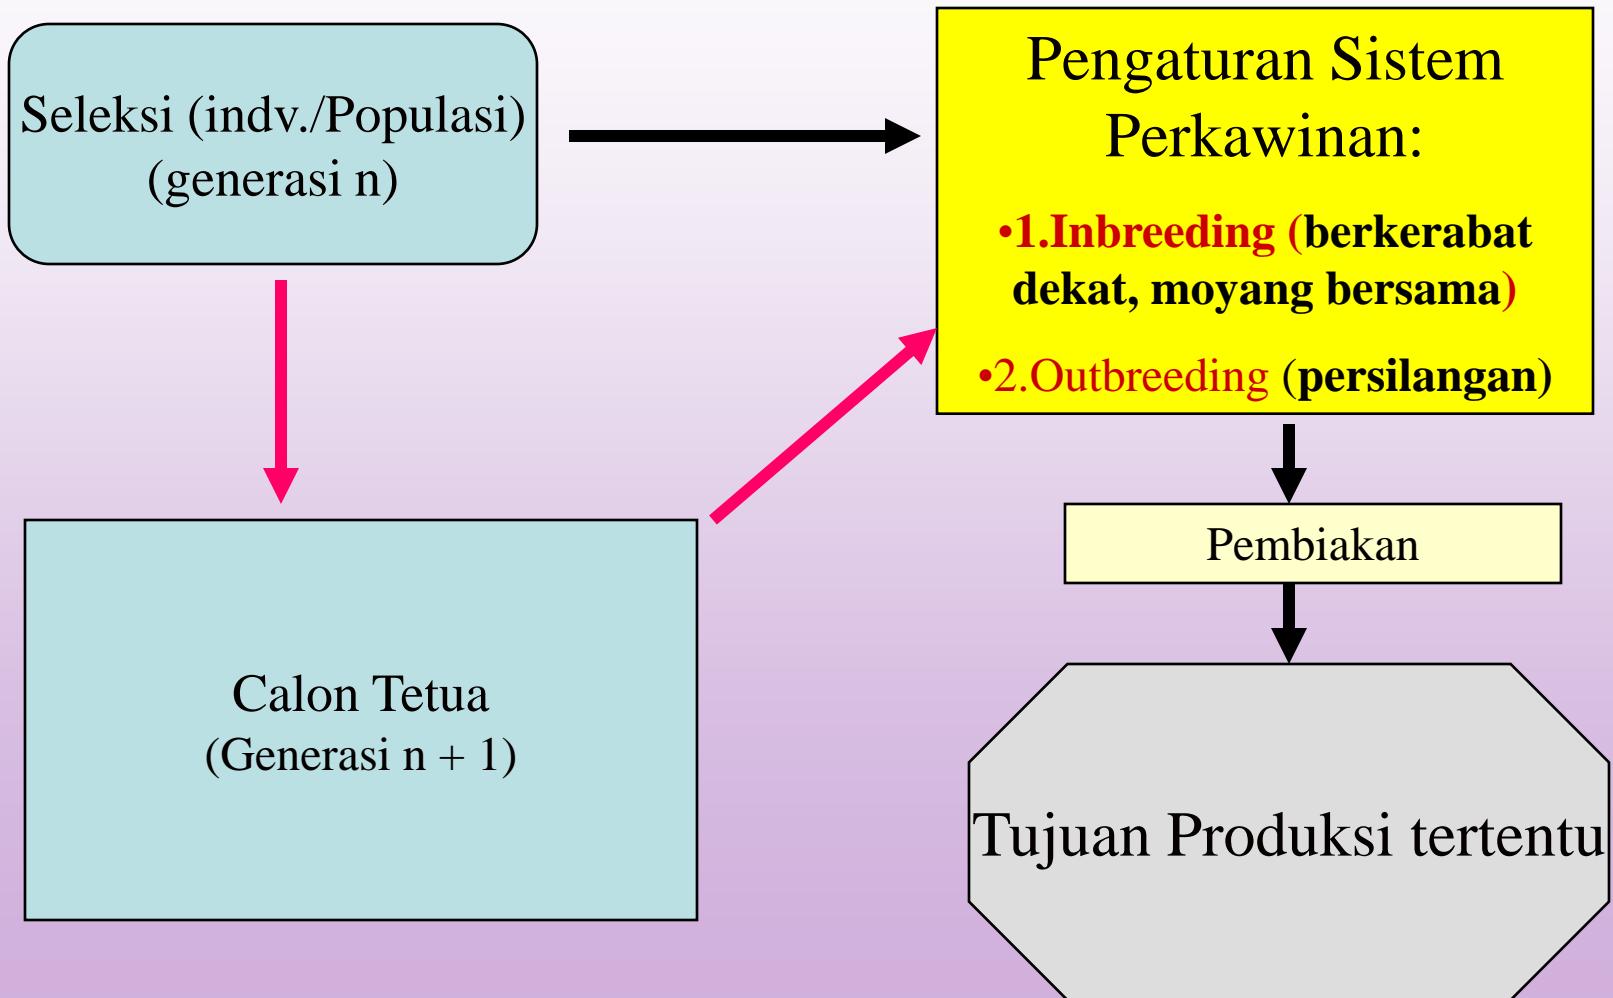 Seleksi (indv./Populasi)
(generasi n)
Pengaturan Sistem
Perkawinan:
•1.Inbreeding (berkerabat
dekat, moyang bersama)
•2.Outbreeding (persilangan)
Pembiakan
Calon Tetua
(Generasi n + 1)
Tujuan Produksi tertentu